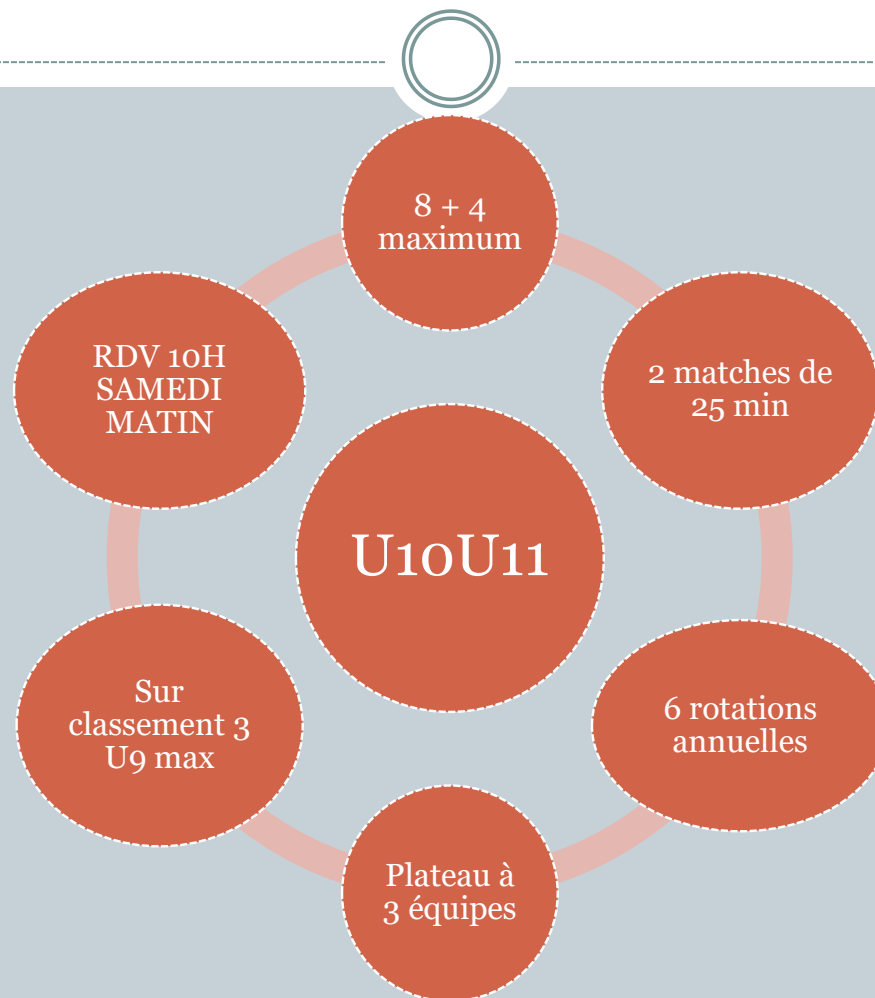 8 + 4
maximum
2 matches de
25 min
6 rotations
annuelles
Plateau à
3 équipes
Sur
classement 3
U9 max
RDV 10H
SAMEDI
MATIN
U10U11